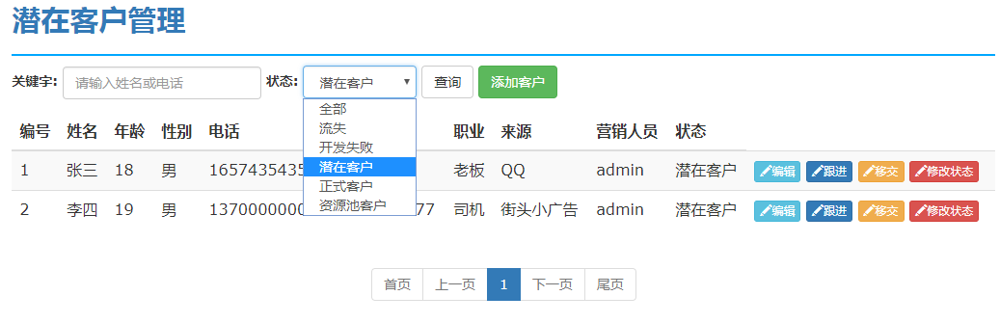 潜在客户管理
关键字: 请输入姓名或电话 状态: 潜在客户 查询 添加客户
全部
流失
开发失败
潜在客户
正式客户
资源池客户
编号 姓名 年龄 性别 电话 职业 来源 营销人员 状态
1 张三 18 男 1657435435 老板 QQ admin 潜在客户 编辑 跟进 移交 修改状态
2 李四 19 男 1370000000 77 司机 街头小广告 admin 潜在客户 编辑 跟进 移交 修改状态
首页 上一页 1 下一页 尾页